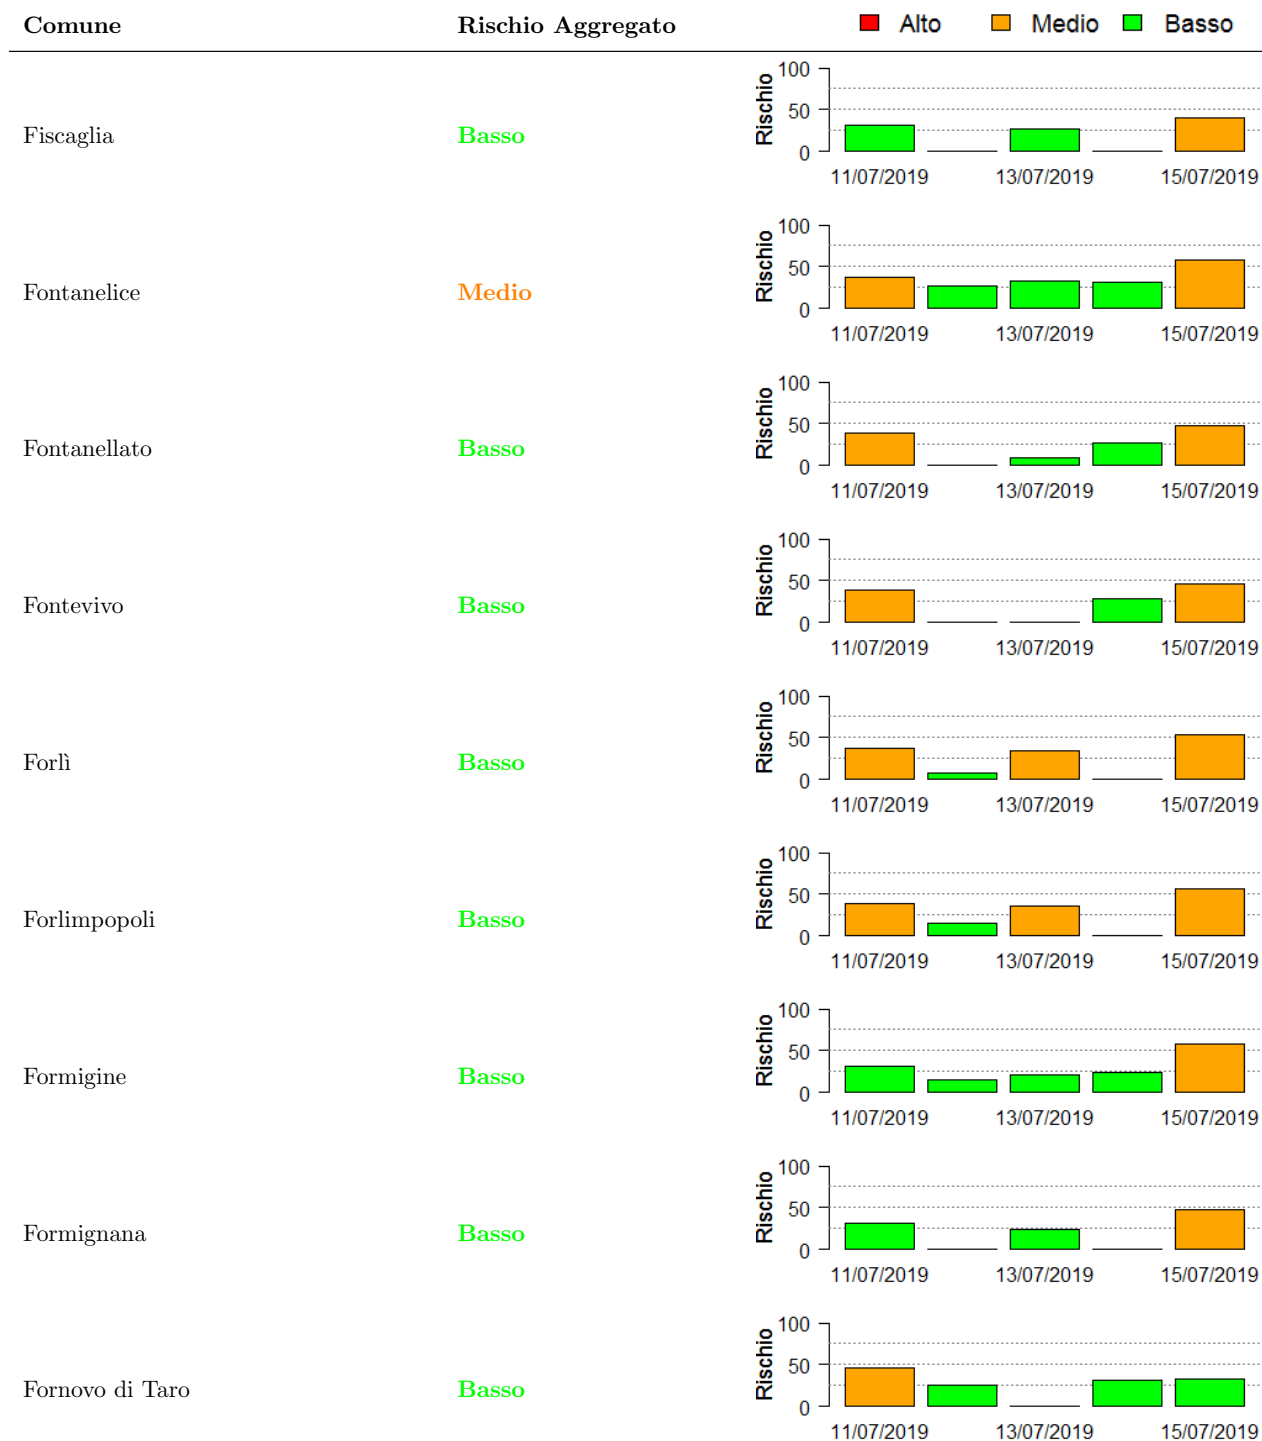 Comune Rischio Aggregato Alto Medio Basso
Fiscaglia Basso
Rischio
100
50
0
11/07/2019 13/07/2019 15/07/2019
Fontanelice Medio
Rischio
100
50
0
11/07/2019 13/07/2019 15/07/2019
Fontanellato Basso
Rischio
100
50
0
11/07/2019 13/07/2019 15/07/2019
Fontevivo Basso
Rischio
100
50
0
11/07/2019 13/07/2019 15/07/2019
Forlì Basso
Rischio
100
50
0
11/07/2019 13/07/2019 15/07/2019
Forlimpopoli Basso
Rischio
100
50
0
11/07/2019 13/07/2019 15/07/2019
Formigine Basso
Rischio
100
50
0
11/07/2019 13/07/2019 15/07/2019
Formignana Basso
Rischio
100
50
0
11/07/2019 13/07/2019 15/07/2019
Fornovo di Taro Basso
Rischio
100
50
0
11/07/2019 13/07/2019 15/07/2019